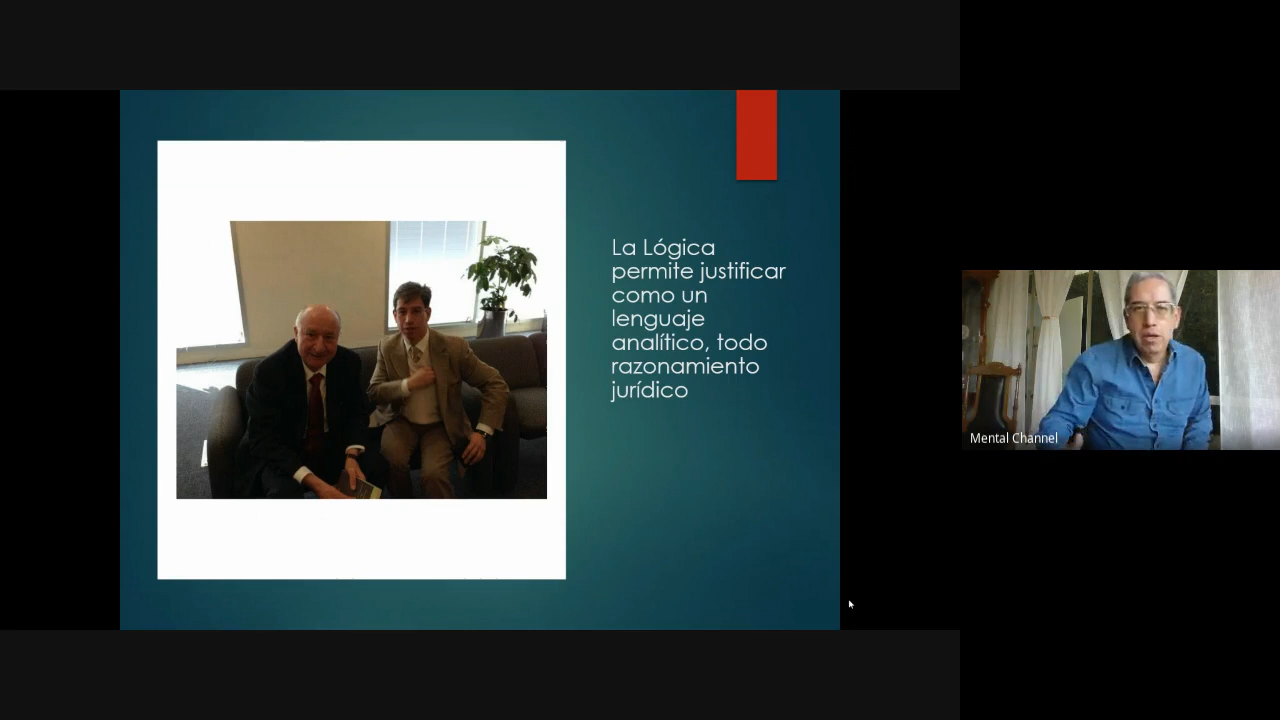 La Lógica
permite justificar
como un
lenguaje
analítico, todo
razonamiento
jurídico
Mental Channel